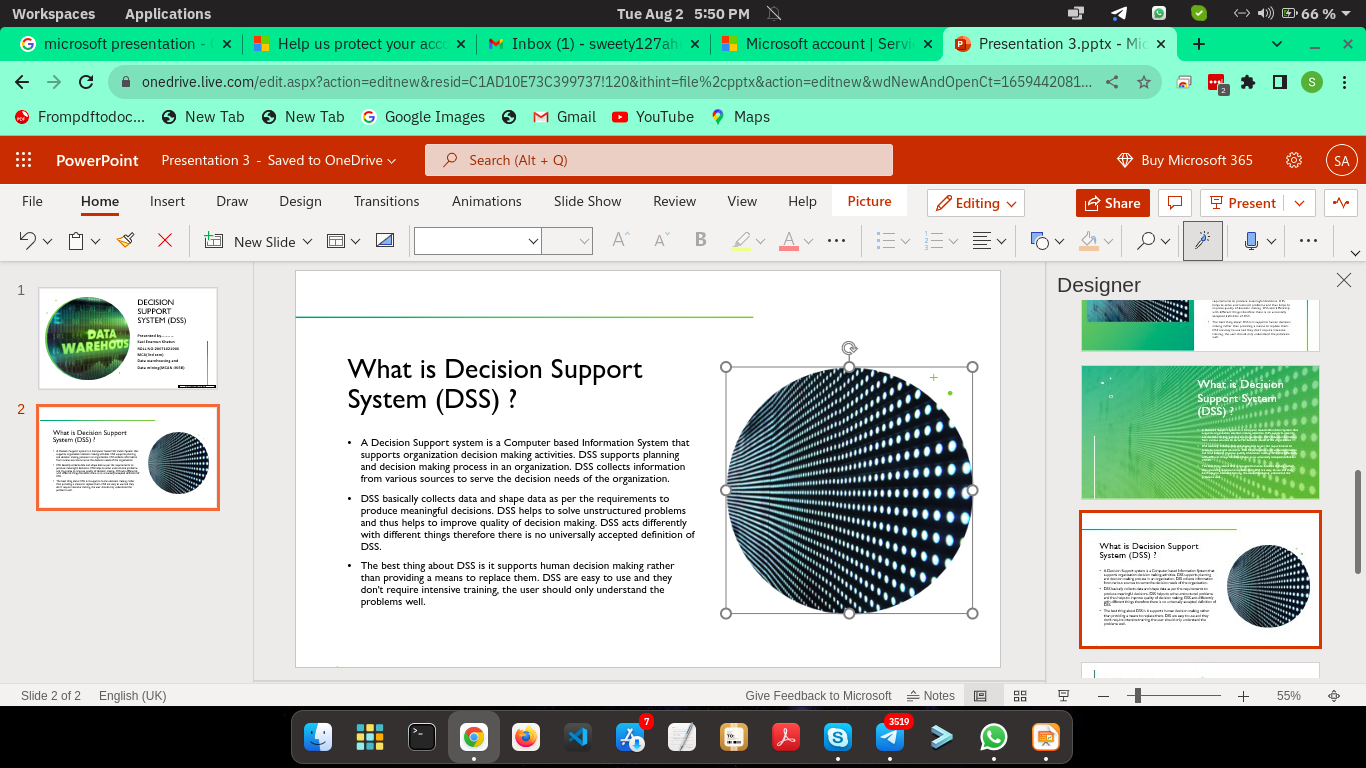 Workspaces Applications Tue Aug 2 5:50 PM 66 %
microsoft presentation - Help us protect your acco Inbox (1) - sweety127ah Microsoft account | Servi Presentation 3.pptx - Mic
onedrive.live.com/edit.aspx?action=editnew&resid=C1AD10E73C399737!120&ithint=file%2cpptx&action=editnew&wdNewAndOpenCt=1659442081... 2 S
Frompdftodoc... New Tab New Tab Google Images Gmail YouTube Maps
PowerPoint Presentation 3 - Saved to OneDrive Search (Alt + Q) Buy Microsoft 365 SA
File Home Insert Draw Design Transitions Animations Slide Show Review View Help Picture Editing Share Present
New Slide A A B A
Designer
1
DECISION
SUPPORT
SYSTEM (DSS)
DATA
WAREHOUS
2
What is Decision Support
System (DSS) ?
What is Decision Support
System (DSS) ?
• A Decision Support system is a Computer based Information System that
supports organization decision making activities. DSS supports planning
and decision making process in an organization. DSS collects information
from various sources to serve the decision needs of the organization.
• DSS basically collects data and shape data as per the requirements to
produce meaningful decisions. DSS helps to solve unstructured problems
and thus helps to improve quality of decision making. DSS acts differently
with different things therefore there is no universally accepted definition of
DSS.
• The best thing about DSS is it supports human decision making rather
than providing a means to replace them. DSS are easy to use and they
don't require intensive training, the user should only understand the
problems well.
What is Decision
Support System
(DSS) ?
What is Decision Support
System (DSS) ?
Slide 2 of 2 English (UK) Give Feedback to Microsoft Notes 55%
7 3519